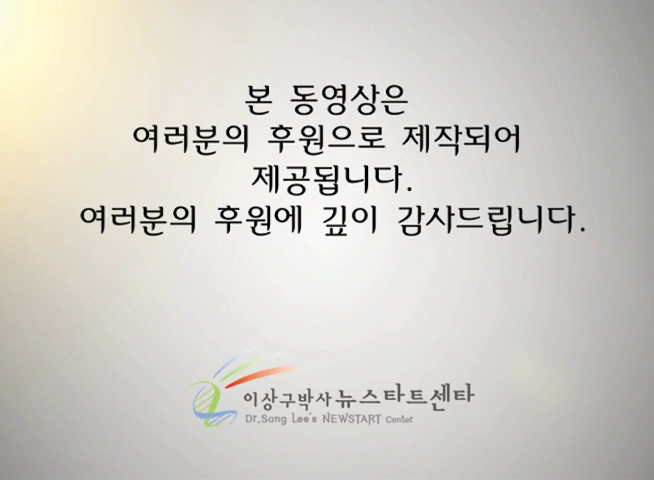 본 동영상은
여러분의 후원으로 제작되어
제공됩니다.
여러분의 후원에 깊이 감사드립니다.
이상구박사 뉴스타트센타
Dr.Sang Lee's NEWSTART Center